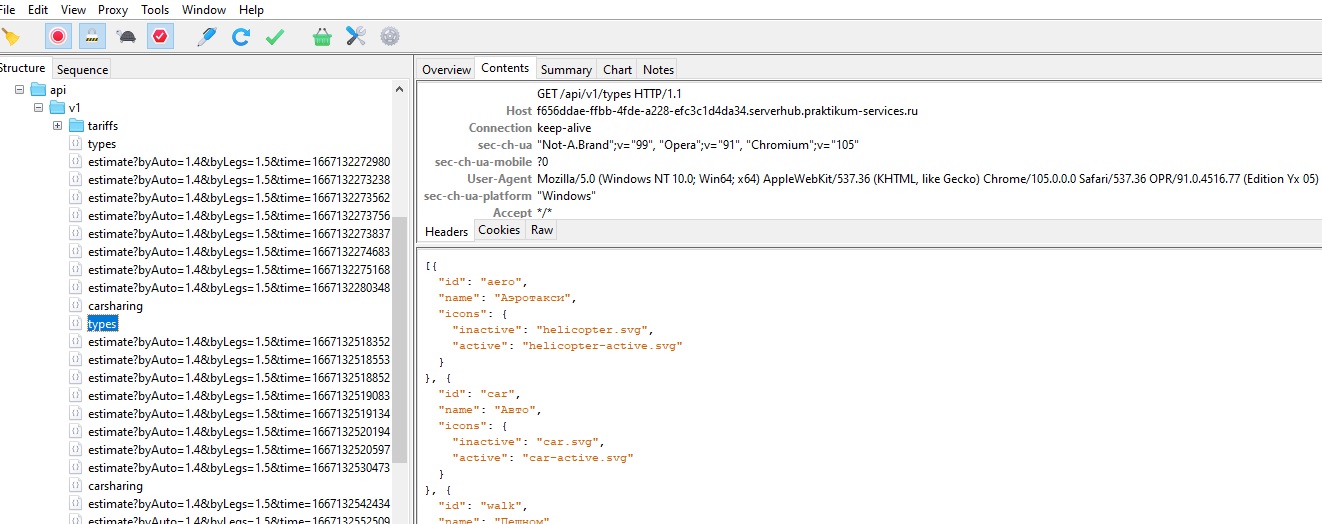 File Edit View Proxy Tools Window Help
Structure Sequence
api
v1
tariffs
types
estimate?byAuto=1.4&byLegs=1.5&time=1667132272980
estimate?byAuto=1.4&byLegs=1.5&time=1667132273238
estimate?byAuto=1.4&byLegs=1.5&time=1667132273562
estimate?byAuto=1.4&byLegs=1.5&time=1667132273756
estimate?byAuto=1.4&byLegs=1.5&time=1667132273837
estimate?byAuto=1.4&byLegs=1.5&time=1667132274683
estimate?byAuto=1.4&byLegs=1.5&time=1667132275168
estimate?byAuto=1.4&byLegs=1.5&time=1667132280348
carsharing
types
estimate?byAuto=1.4&byLegs=1.5&time=1667132518352
estimate?byAuto=1.4&byLegs=1.5&time=1667132518553
estimate?byAuto=1.4&byLegs=1.5&time=1667132518852
estimate?byAuto=1.4&byLegs=1.5&time=1667132519083
estimate?byAuto=1.4&byLegs=1.5&time=1667132519134
estimate?byAuto=1.4&byLegs=1.5&time=1667132520194
estimate?byAuto=1.4&byLegs=1.5&time=1667132520597
estimate?byAuto=1.4&byLegs=1.5&time=1667132530473
carsharing
estimate?byAuto=1.4&byLegs=1.5&time=1667132542434
estimate?byAuto=1.4&byLegs=1.5&time=1667132552509
Overview Contents Summary Chart Notes
GET /api/v1/types HTTP/1.1
Host f656ddae-ffbb-4fde-a228-efc3c1d4da34.serverhub.praktikum-services.ru
Connection keep-alive
sec-ch-ua "Not-A.Brand";v="99", "Opera";v="91", "Chromium";v="105"
sec-ch-ua-mobile ?0
User-Agent Mozilla/5.0 (Windows NT 10.0; Win64; x64) AppleWebKit/537.36 (KHTML, like Gecko) Chrome/105.0.0.0 Safari/537.36 OPR/91.0.4516.77 (Edition Yx 05)
sec-ch-ua-platform "Windows"
Accept */*
Headers Cookies Raw
[{
"id": "aero",
"name": "Аэротакси",
"icons": {
"inactive": "helicopter.svg",
"active": "helicopter-active.svg"
}
}, {
"id": "car",
"name": "Авто",
"icons": {
"inactive": "car.svg",
"active": "car-active.svg"
}
}, {
"id": "walk",
"name": "Пешком",